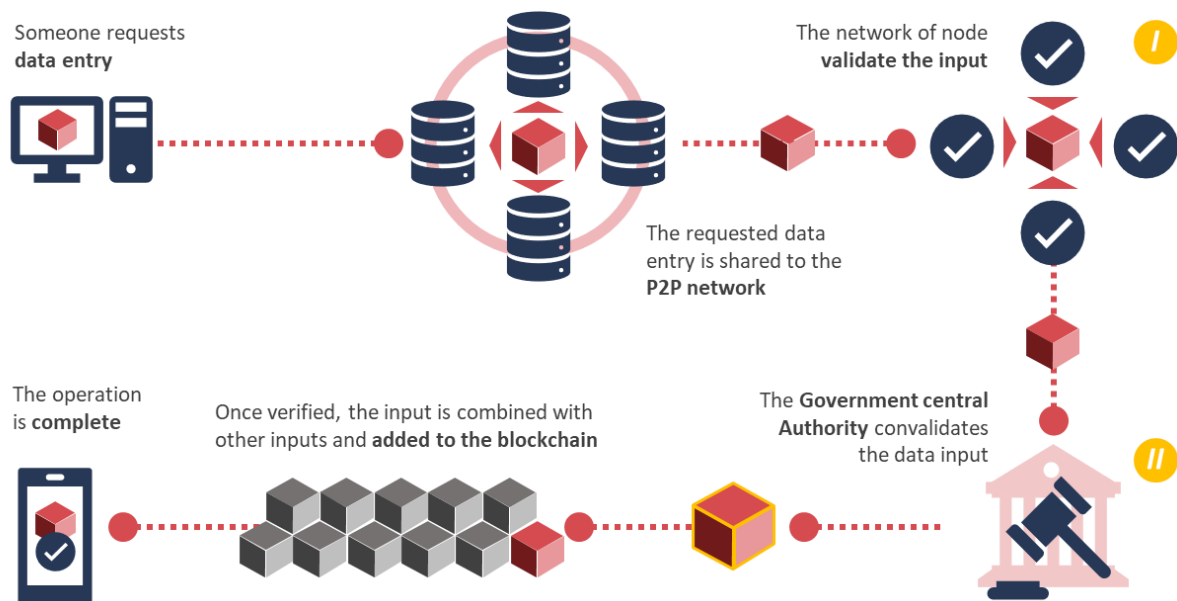 Someone requests
data entry
The network of node
validate the input
I
The requested data
entry is shared to the
P2P network
The operation
is complete
Once verified, the input is combined with
other inputs and added to the blockchain
The Government central
Authority convalidates
the data input
II